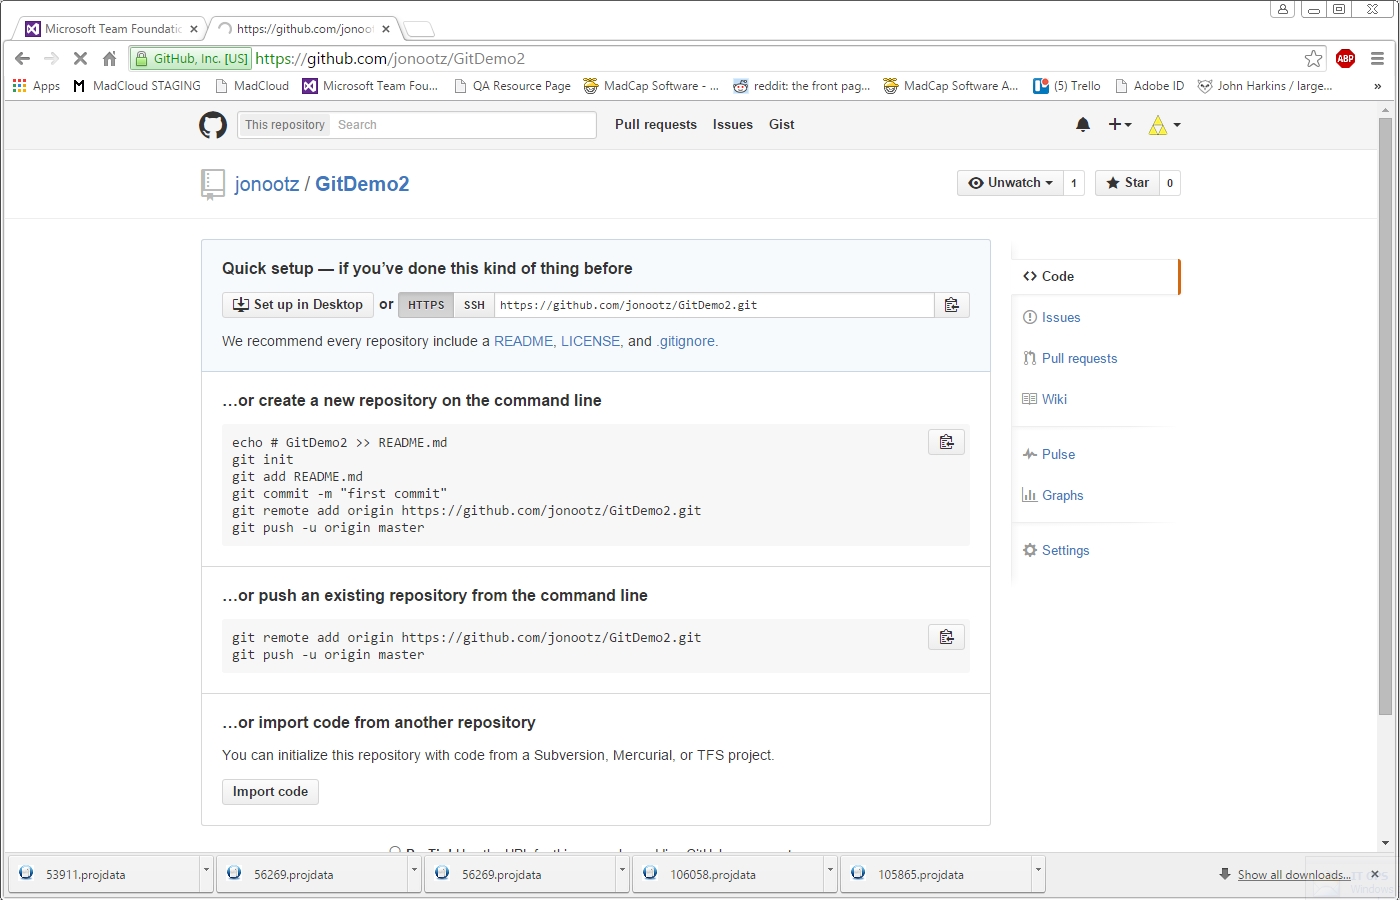 Microsoft Team Foundatic
https://github.com/jonoot
GitHub, Inc. [US] https://github.com/jonootz/GitDemo2
ABP
Apps MadCloud STAGING MadCloud Microsoft Team Fou... QA Resource Page MadCap Software - ... reddit: the front pag... MadCap Software A... (5) Trello Adobe ID John Harkins / large... »
This repository Search Pull requests Issues Gist
jonootz / GitDemo2
Unwatch 1 Star 0
Quick setup — if you've done this kind of thing before
Set up in Desktop or HTTPS SSH https://github.com/jonootz/GitDemo2.git
We recommend every repository include a README, LICENSE, and .gitignore.
…or create a new repository on the command line
echo # GitDemo2 >> README.md
git init
git add README.md
git commit -m "first commit"
git remote add origin https://github.com/jonootz/GitDemo2.git
git push -u origin master
…or push an existing repository from the command line
git remote add origin https://github.com/jonootz/GitDemo2.git
git push -u origin master
…or import code from another repository
You can initialize this repository with code from a Subversion, Mercurial, or TFS project.
Import code
Code
Issues
Pull requests
Wiki
Pulse
Graphs
Settings
53911.projdata
56269.projdata
56269.projdata
106058.projdata
105865.projdata
Show all downloads...